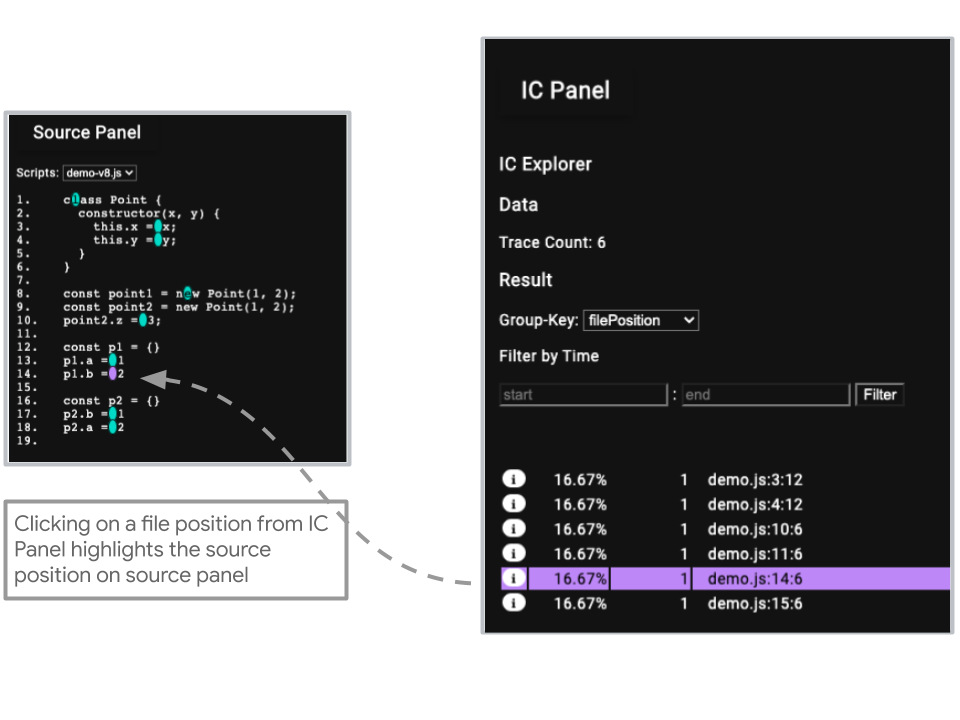 Source Panel
Scripts: demo-v8.js
1. class Point {
2. constructor(x, y) {
3. this.x = x;
4. this.y = y;
5. }
6. }
7.
8. const point1 = new Point(1, 2);
9. const point2 = new Point(1, 2);
10. point2.z = 3;
11.
12. const p1 = {}
13. p1.a = 1
14. p1.b = 2
15.
16. const p2 = {}
17. p2.b = 1
18. p2.a = 2
19.
Clicking on a file position from IC
Panel highlights the source
position on source panel
IC Panel
IC Explorer
Data
Trace Count: 6
Result
Group-Key: filePosition
Filter by Time
start : end Filter
i 16.67% 1 demo.js:3:12
i 16.67% 1 demo.js:4:12
i 16.67% 1 demo.js:10:6
i 16.67% 1 demo.js:11:6
i 16.67% 1 demo.js:14:6
i 16.67% 1 demo.js:15:6